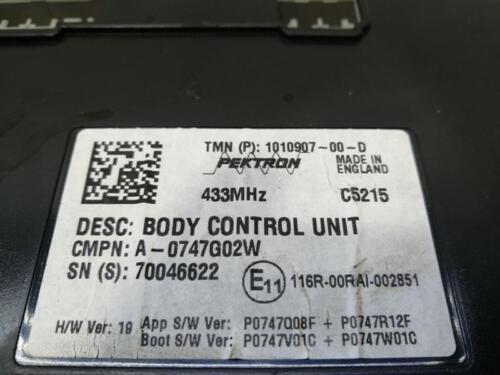 TMN (P): 1010907-00-D
PEKTRON
MADE IN
ENGLAND
433MHz C5215
DESC: BODY CONTROL UNIT
CMPN: A-0747G02W
SN (S): 70046622
E11 116R-00RAI-002851
H/W Ver: 19 App S/W Ver: P0747Q08F + P0747R12F
Boot S/W Ver: P0747V01C + P0747W01C